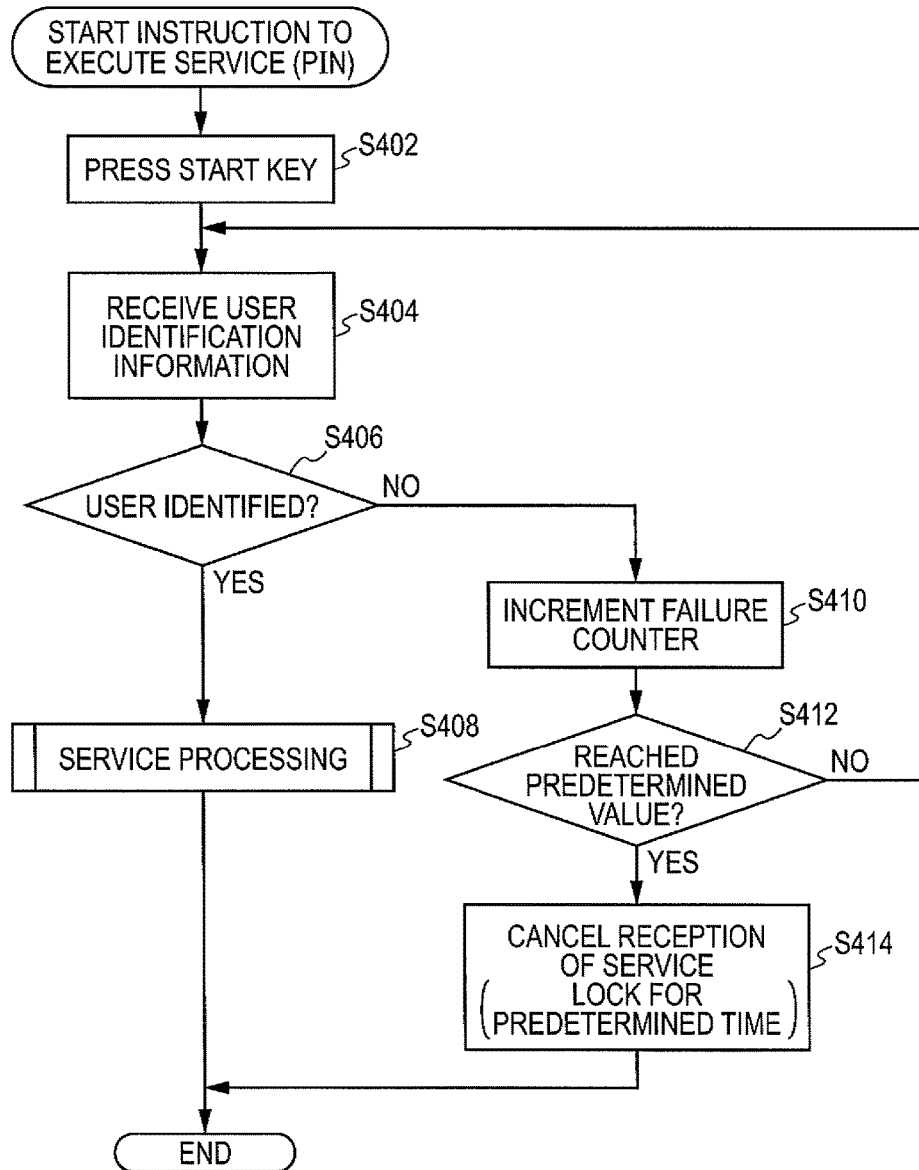 START INSTRUCTION TO
EXECUTE SERVICE (PIN)
PRESS START KEY
S402
RECEIVE USER
IDENTIFICATION
INFORMATION
S404
USER IDENTIFIED?
S406
NO
YES
INCREMENT FAILURE
COUNTER
S410
SERVICE PROCESSING
S408
REACHED
PREDETERMINED
VALUE?
S412
NO
YES
CANCEL RECEPTION
OF SERVICE
(LOCK FOR
PREDETERMINED TIME)
S414
END